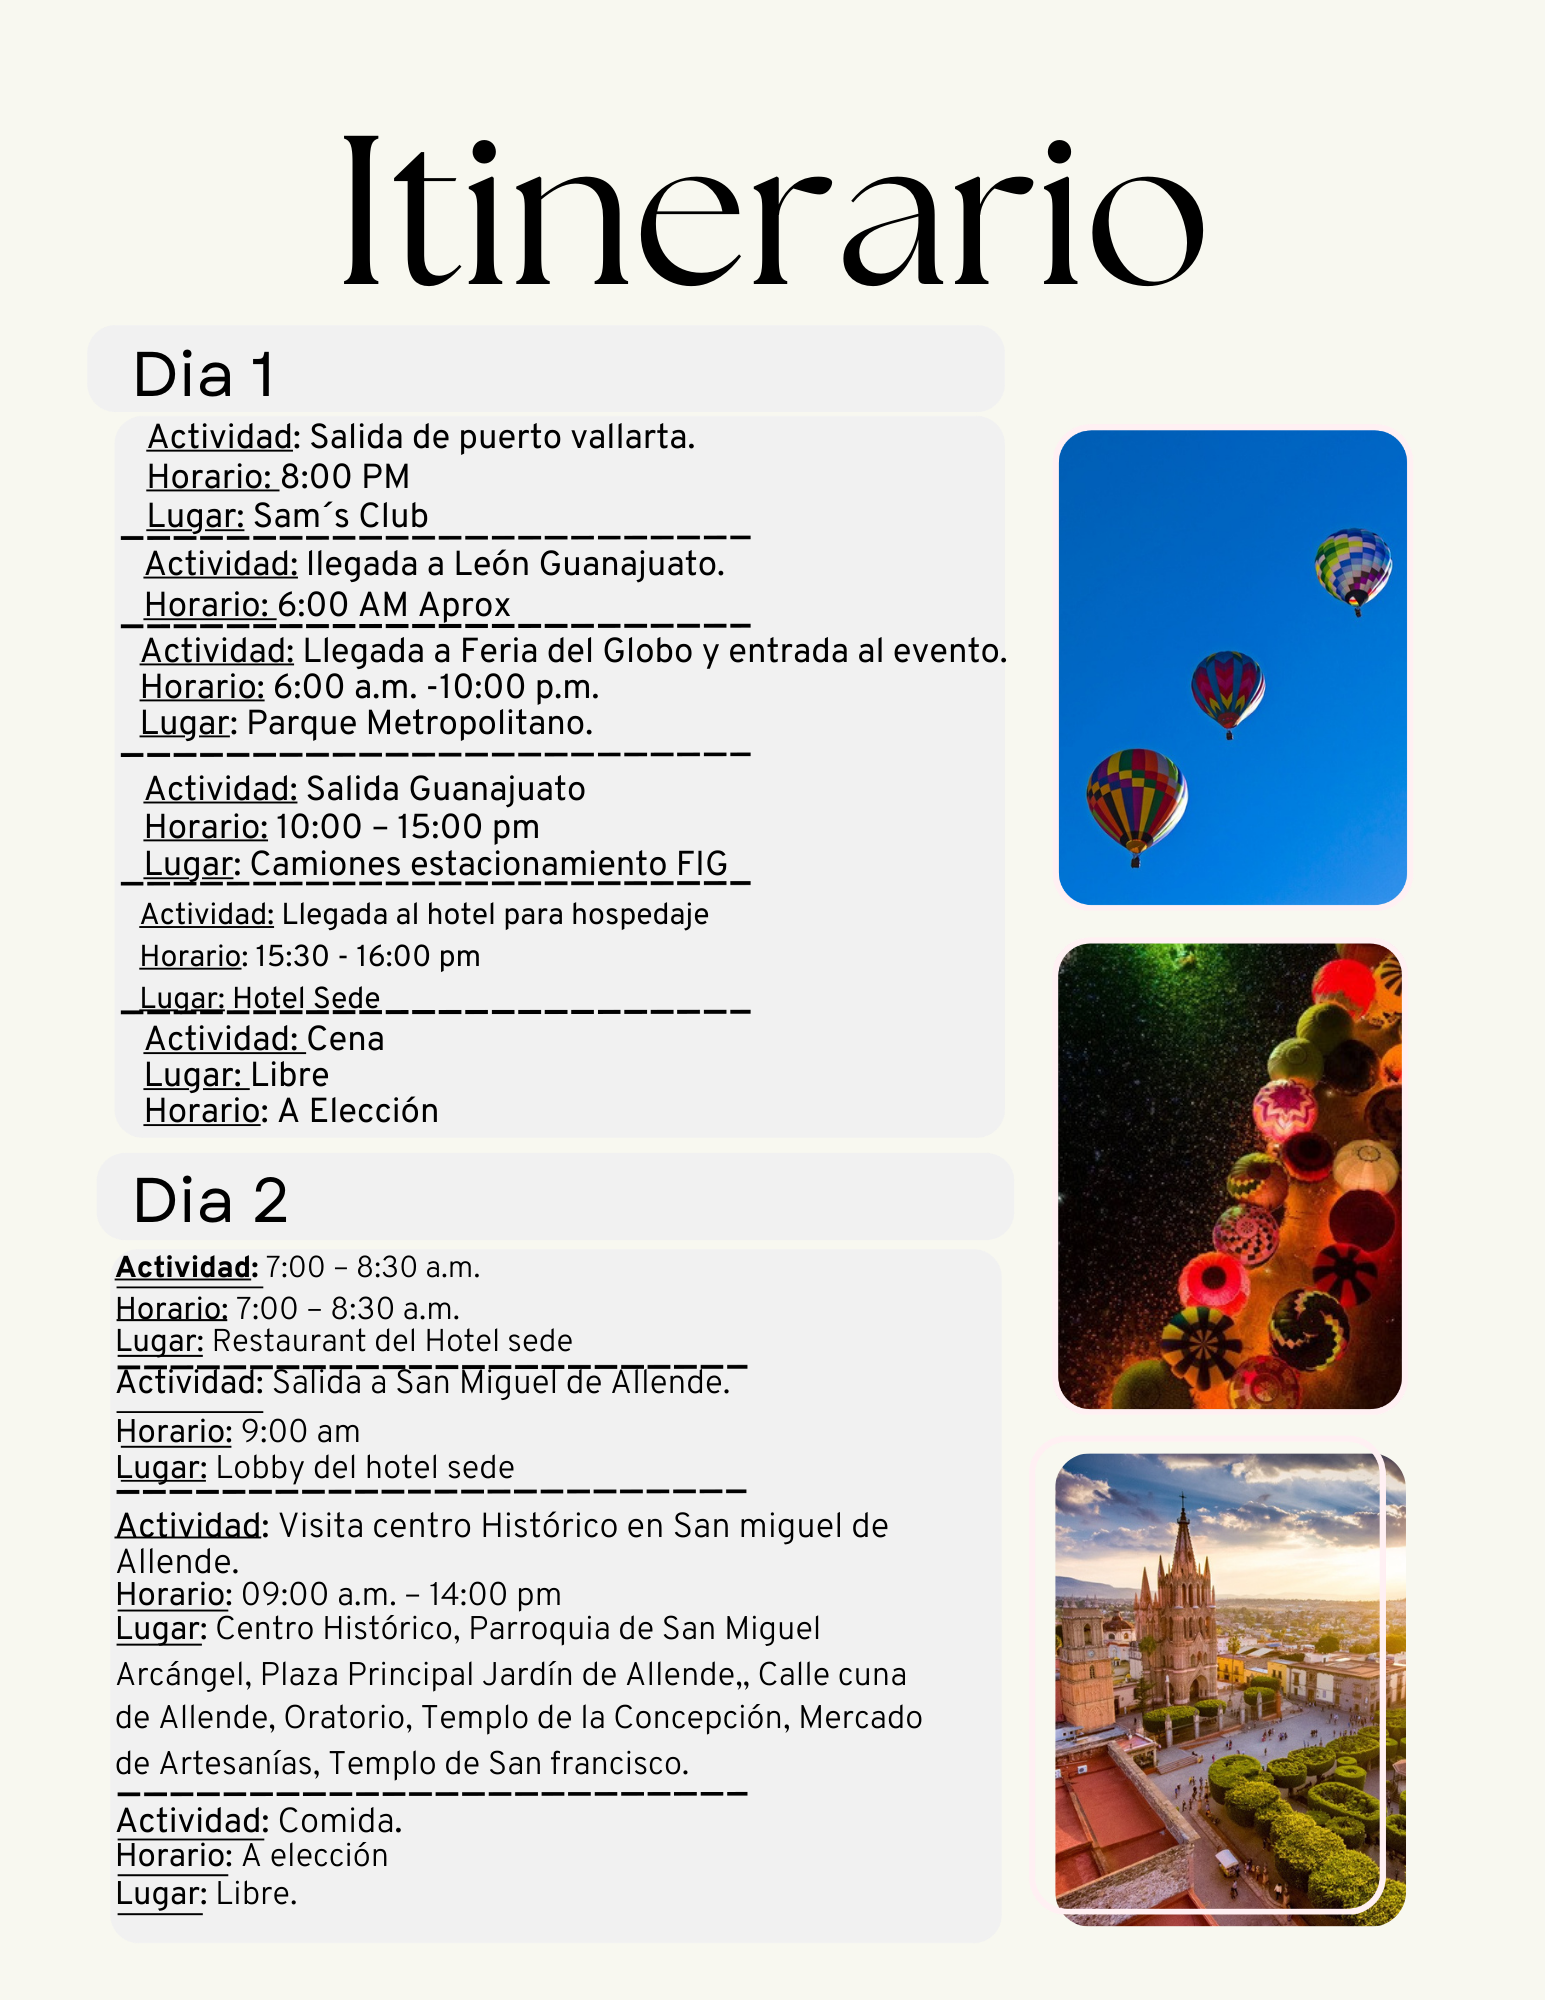 Itinerario
Dia 1
Actividad: Salida de puerto vallarta.
Horario: 8:00 PM
Lugar: Sam´s Club
Actividad: llegada a León Guanajuato.
Horario: 6:00 AM Aprox
Actividad: Llegada a Feria del Globo y entrada al evento.
Horario: 6:00 a.m. -10:00 p.m.
Lugar: Parque Metropolitano.
Actividad: Salida Guanajuato
Horario: 10:00 – 15:00 pm
Lugar: Camiones estacionamiento FIG
Actividad: Llegada al hotel para hospedaje
Horario: 15:30 - 16:00 pm
Lugar: Hotel Sede
Actividad: Cena
Lugar: Libre
Horario: A Elección
Dia 2
Actividad: 7:00 – 8:30 a.m.
Horario: 7:00 – 8:30 a.m.
Lugar: Restaurant del Hotel sede
Actividad: Salida a San Miguel de Allende.
Horario: 9:00 am
Lugar: Lobby del hotel sede
Actividad: Visita centro Histórico en San miguel de
Allende.
Horario: 09:00 a.m. – 14:00 pm
Lugar: Centro Histórico, Parroquia de San Miguel
Arcángel, Plaza Principal Jardín de Allende,, Calle cuna
de Allende, Oratorio, Templo de la Concepción, Mercado
de Artesanías, Templo de San francisco.
Actividad: Comida.
Horario: A elección
Lugar: Libre.